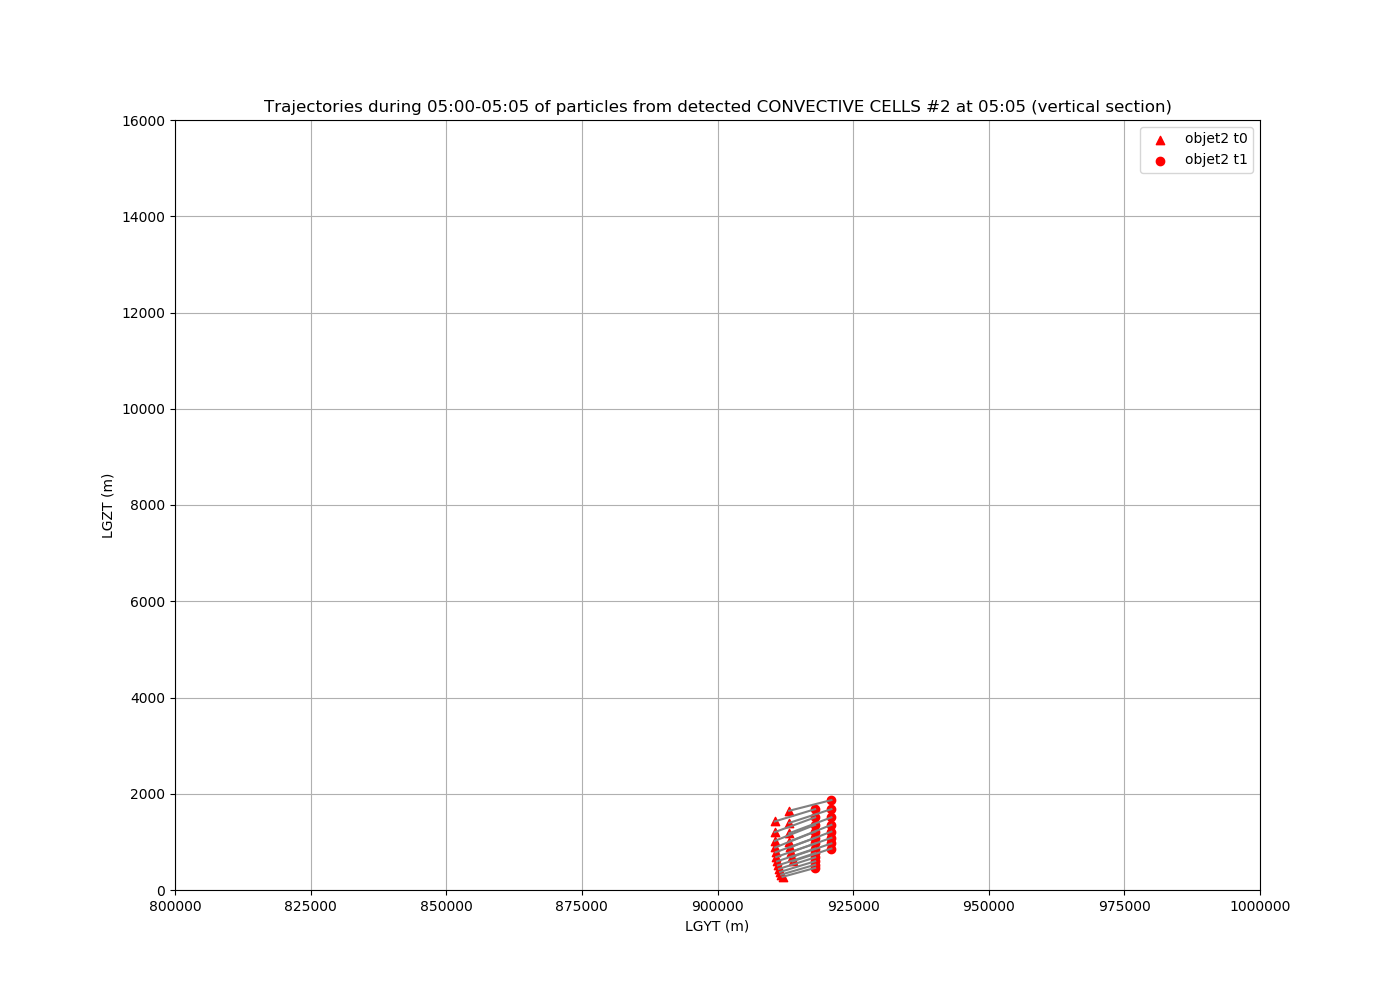 Trajectories during 05:00-05:05 of particles from detected CONVECTIVE CELLS #2 at 05:05 (vertical section)
objet2 t0
objet2 t1
16000
14000
12000
10000
8000
6000
4000
2000
0
LGZT (m)
800000 825000 850000 875000 900000 925000 950000 975000 1000000
LGYT (m)